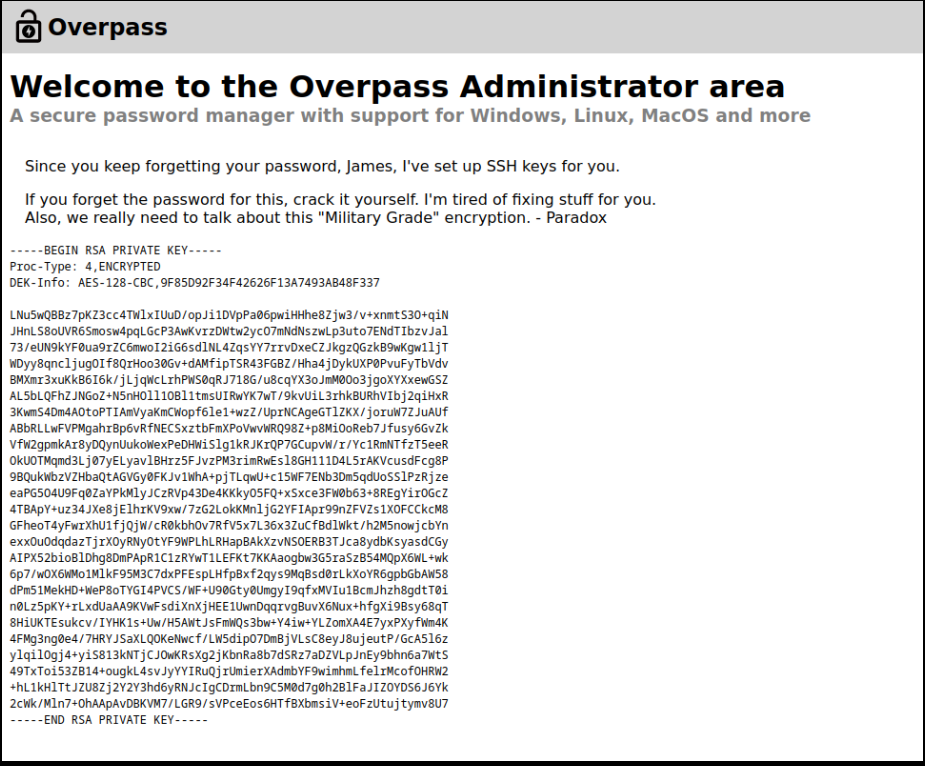 Overpass
Welcome to the Overpass Administrator area
A secure password manager with support for Windows, Linux, MacOS and more
Since you keep forgetting your password, James, I've set up SSH keys for you.
If you forget the password for this, crack it yourself. I'm tired of fixing stuff for you.
Also, we really need to talk about this "Military Grade" encryption. - Paradox
-----BEGIN RSA PRIVATE KEY-----
Proc-Type: 4,ENCRYPTED
DEK-Info: AES-128-CBC,9F85D92F34F42626F13A7493AB48F337
LNu5wQBBz7pKZ3cc4TWlxIUuD/opJi1DVpPa06pwiHHhe8Zjw3/v+xnmtS3O+qiN
JHnLS8oUVR6Smosw4pqLGcP3AwKvrzDWtw2ycO7mNdNszwLp3uto7ENdTIbzvJal
73/eUN9kYF0ua9rZC6mwoI2iG6sdlNL4ZqsYY7rrvDxeCZJkgzQGzkB9wKgw1ljT
WDyy8qncljugOIf8QrHoo30Gv+dAMfipTSR43FGBZ/Hha4jDykUXP0PvuFyTbVdv
BMXmr3xuKkB6I6k/jLjqWcLrhPWS0qRJ718G/u8cqYX3oJmM0Oo3jgoXYXxewGSZ
AL5bLQFhZJNGoZ+N5nHOll1OBl1tmsUIRwYK7wT/9kvUiL3rhkBURhVIbj2qiHxR
3KwmS4Dm4AOtoPTIAmVyaKmCWopf6le1+wzZ/UprNCAgeGTlZKX/joruW7ZJuAUf
ABbRLLwFVPMgahrBp6vRfNECSxztbFmXPoVwvWRQ98Z+p8MiOoReb7Jfusy6GvZk
VfW2gpmkAr8yDQynUukoWexPeDHWiSlg1kRJKrQP7GCupvW/r/Yc1RmNTfzT5eeR
OkUOTMqmd3Lj07yELyavlBHrz5FJvzPM3rimRwEsl8GH111D4L5rAKVcusdFcg8P
9BQukWbzVZHbaQtAGVGy0FKJv1WhA+pjTLqwU+c15WF7ENb3Dm5qdUoSSlPzRjze
eaPG5O4U9Fq0ZaYPkMlyJCzRVp43De4KKkyO5FQ+xSxce3FW0b63+8REgYirOGcZ
4TBApY+uz34JXe8jElhrKV9xw/7zG2LokKMnljG2YFIApr99nZFVZs1XOFCCkcM8
GFheoT4yFwrXhU1fjQjW/cR0kbhOv7RfV5x7L36x3ZuCfBdlWkt/h2M5nowjcbYn
exxOuOdqdazTjrXOyRNyOtYF9WPLhLRHapBAkXzvNSOERB3TJca8ydbKsyasdCGy
AIPX52bioBlDhg8DmPApR1C1zRYwT1LEFKt7KKAaogbw3G5raSzB54MQpX6WL+wk
6p7/wOX6WMo1MlkF95M3C7dxPFEspLHfpBxf2qys9MqBsd0rLkXoYR6gpbGbAW58
dPm51MekHD+WeP8oTYGI4PVCS/WF+U90Gty0UmgyI9qfxMVIu1BcmJhzh8gdtT0i
n0Lz5pKY+rLxdUaAA9KVwFsdiXnXjHEE1UwnDqqrvgBuvX6Nux+hfgXi9Bsy68qT
8HiUKTEsukcv/IYHK1s+Uw/H5AWtJsFmWQs3bw+Y4iw+YLZomXA4E7yxPXyfWm4K
4FMg3ng0e4/7HRYJSaXLQOKeNwcf/LW5dipO7DmBjVLsC8eyJ8ujeutP/GcA5l6z
ylqilOgj4+yiS813kNTjCJOwKRsXg2jKbnRa8b7dSRz7aDZVLpJnEy9bhn6a7WtS
49TxToi53ZB14+ougkL4svJyYYIRuQjrUmierXAdmbYF9wimhmLfelrMcofOHRW2
+hL1kHlTtJZU8Zj2Y2Y3hd6yRNJcIgCDrmLbn9C5M0d7g0h2BlFaJIZOYDS6J6Yk
2cWk/Mln7+OhAApAvDBKVM7/LGR9/sVPceEos6HTfBXbmsiV+eoFzUtujtymv8U7
-----END RSA PRIVATE KEY-----